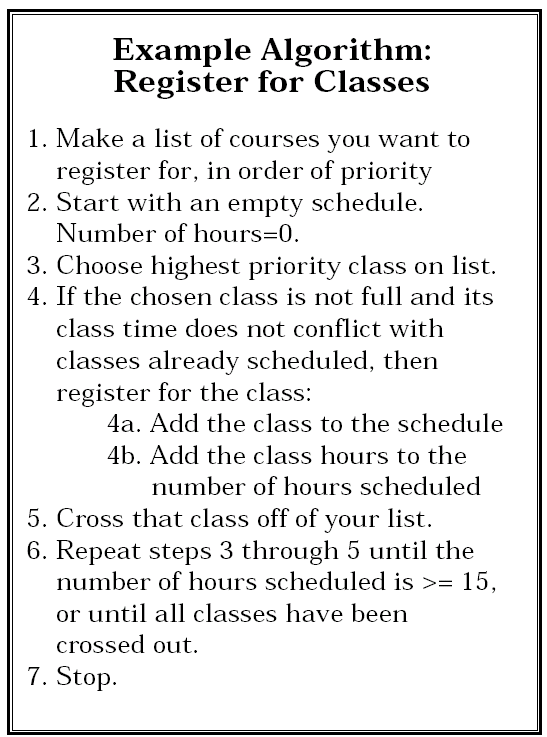 Example Algorithm:
Register for Classes
1. Make a list of courses you want to
register for, in order of priority
2. Start with an empty schedule.
Number of hours=0.
3. Choose highest priority class on list.
4. If the chosen class is not full and its
class time does not conflict with
classes already scheduled, then
register for the class:
4a. Add the class to the schedule
4b. Add the class hours to the
number of hours scheduled
5. Cross that class off of your list.
6. Repeat steps 3 through 5 until the
number of hours scheduled is >= 15,
or until all classes have been
crossed out.
7. Stop.